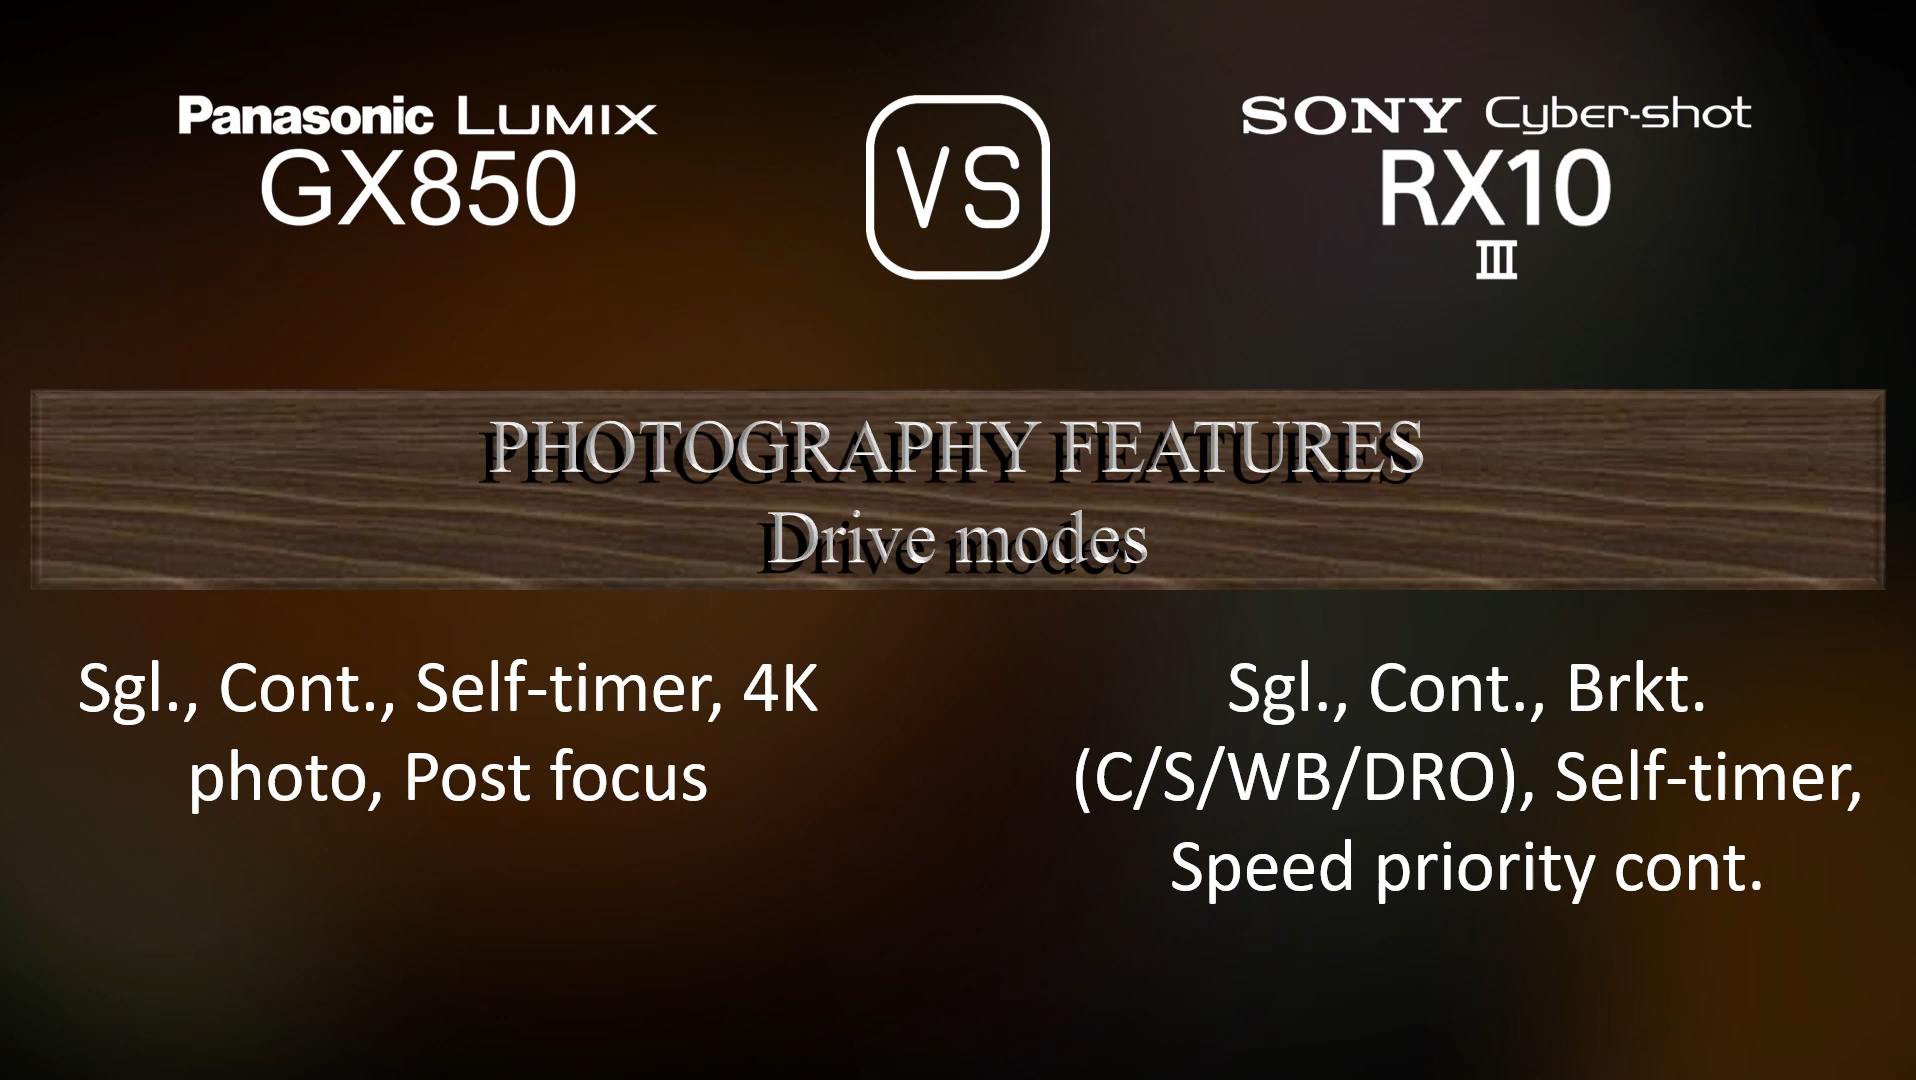 Panasonic LUMIX
GX850
VS
SONY Cyber-shot
RX10
III
PHOTOGRAPHY FEATURES
Drive modes
Sgl., Cont., Self-timer, 4K
photo, Post focus
Sgl., Cont., Brkt.
(C/S/WB/DRO), Self-timer,
Speed priority cont.